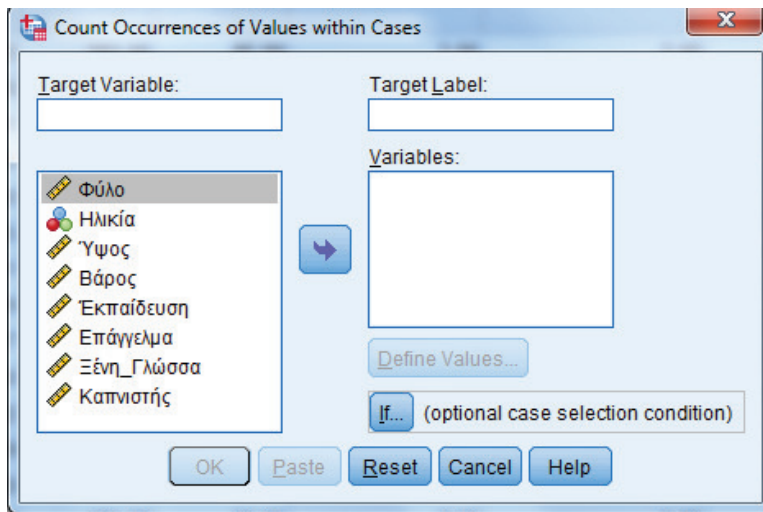 Count Occurrences of Values within Cases
X
Target Variable:
Target Label:
Variables:
Φύλο
Ηλικία
Ύψος
Βάρος
Έκπαίδευση
Επάγγελμα
Ξένη_Γλώσσα
Καπνιστής
Define Values...
If... (optional case selection condition)
OK Paste Reset Cancel Help